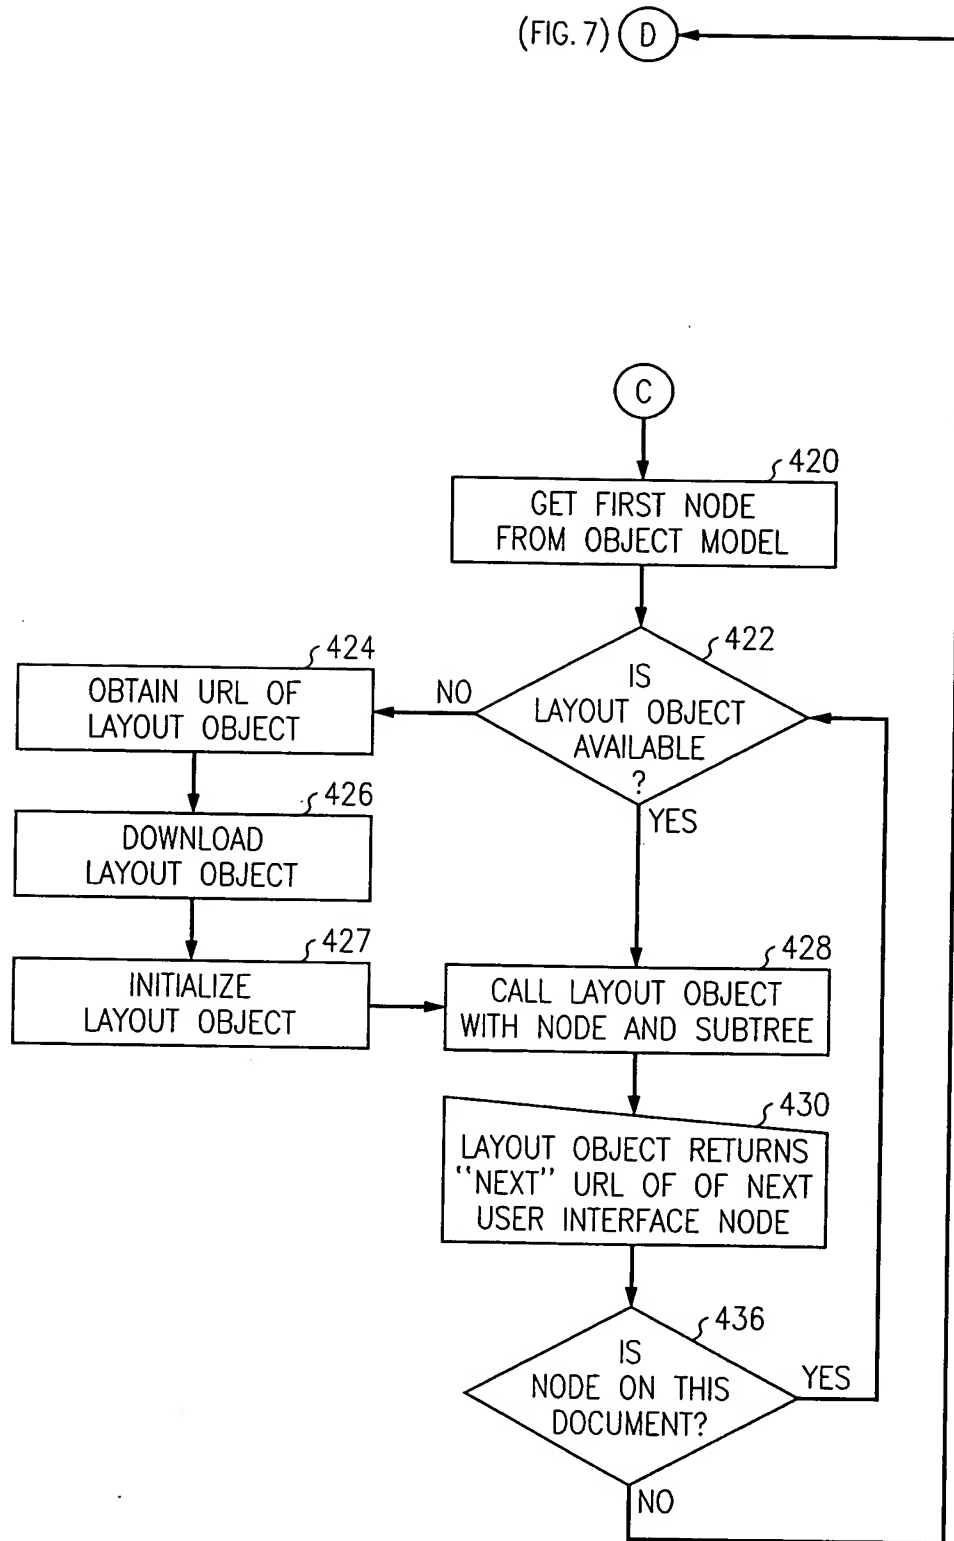 (FIG. 7) D
C
420
GET FIRST NODE
FROM OBJECT MODEL
422
IS
LAYOUT OBJECT
AVAILABLE
?
NO
YES
424
OBTAIN URL OF
LAYOUT OBJECT
426
DOWNLOAD
LAYOUT OBJECT
427
INITIALIZE
LAYOUT OBJECT
428
CALL LAYOUT OBJECT
WITH NODE AND SUBTREE
430
LAYOUT OBJECT RETURNS
"NEXT" URL OF OF NEXT
USER INTERFACE NODE
436
IS
NODE ON THIS
DOCUMENT?
YES
NO